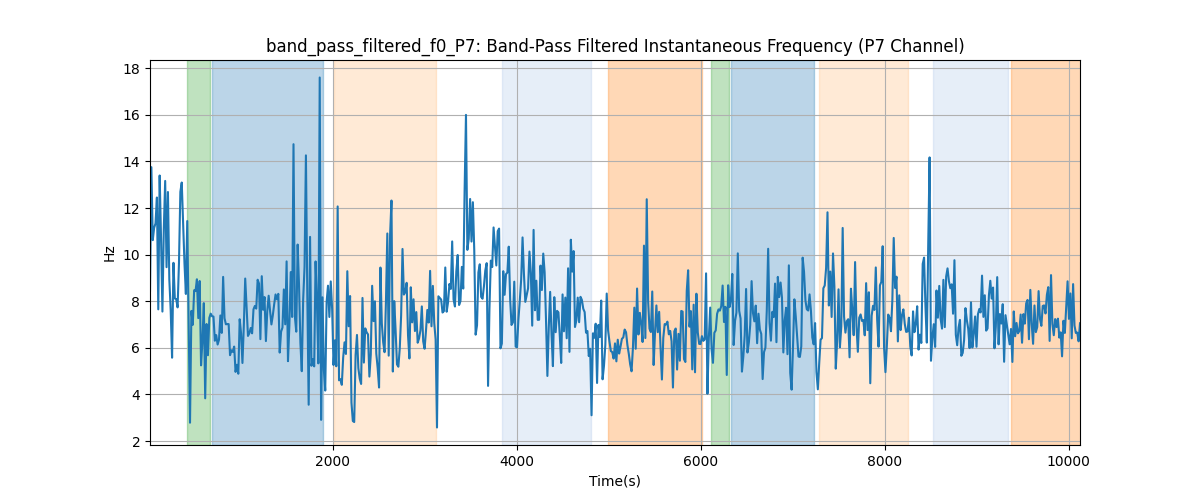 band_pass_filtered_f0_P7: Band-Pass Filtered Instantaneous Frequency (P7 Channel)
18
16
14
12
10
8
6
4
2
Hz
2000 4000 6000 8000 10000
Time(s)